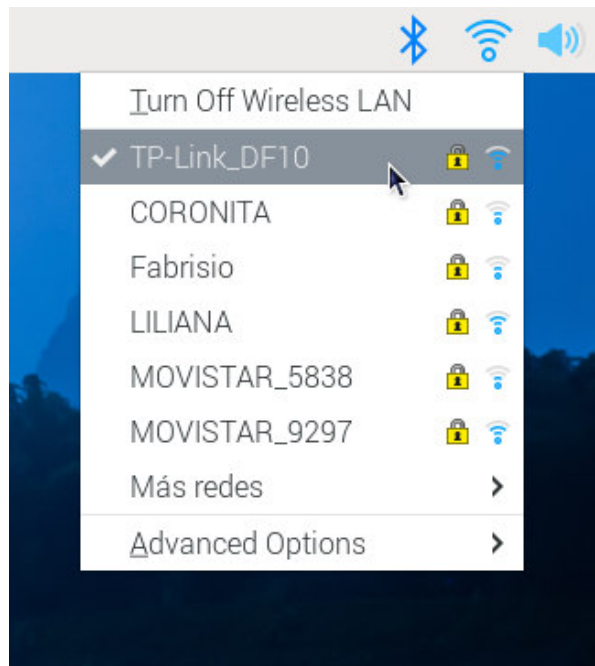 Turn Off Wireless LAN
TP-Link_DF10
CORONITA
Fabrisio
LILIANA
MOVISTAR_5838
MOVISTAR_9297
Más redes
Advanced Options